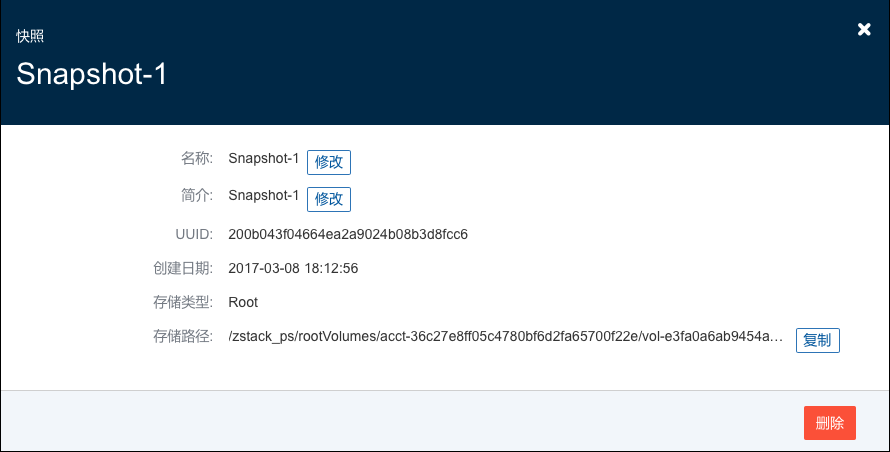 快照
Snapshot-1
名称: Snapshot-1 修改
简介: Snapshot-1 修改
UUID: 200b043f04664ea2a9024b08b3d8fcc6
创建日期: 2017-03-08 18:12:56
存储类型: Root
存储路径: /zstack_ps/rootVolumes/acct-36c27e8ff05c4780bf6d2fa65700f22e/vol-e3fa0a6ab9454a… 复制
删除